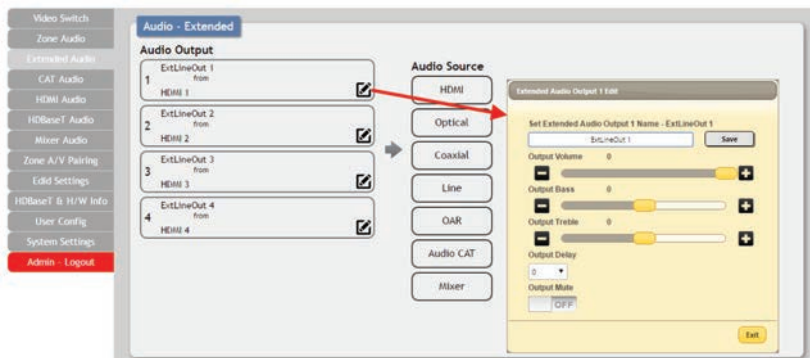 Video Switch
Zone Audio
Extended Audio
CAT Audio
HDMI Audio
HDBaseT Audio
Mixer Audio
Zone A/V Pairing
Edid Settings
HDBaseT & H/W Info
User Config
System Settings
Admin - Logout
Audio - Extended
Audio Output
1
ExtLineOut 1
from
HDMI 1
2
ExtLineOut 2
from
HDMI 2
3
ExtLineOut 3
from
HDMI 3
4
ExtLineOut 4
from
HDMI 4
Audio Source
HDMI
Optical
Coaxial
Line
OAR
Audio CAT
Mixer
Extended Audio Output 1 Edit
Set Extended Audio Output 1 Name - ExtLineOut 1
ExtLineOut 1
Save
Output Volume 0
Output Bass 0
Output Treble 0
Output Delay
0
Output Mute
OFF
Exit